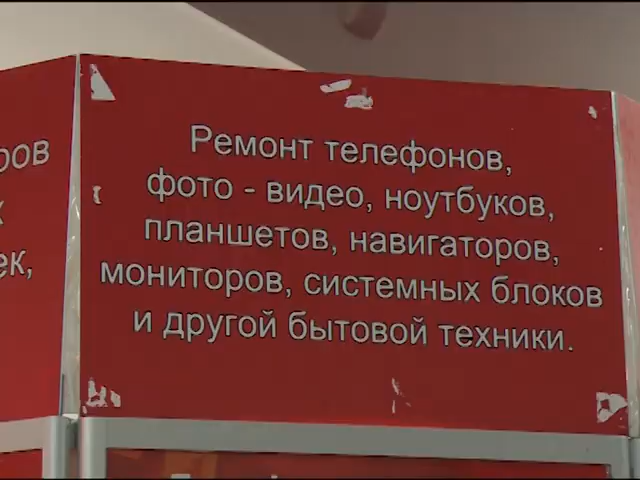 Ремонт телефонов,
фото - видео, ноутбуков,
планшетов, навигаторов,
мониторов, системных блоков
и другой бытовой техники.